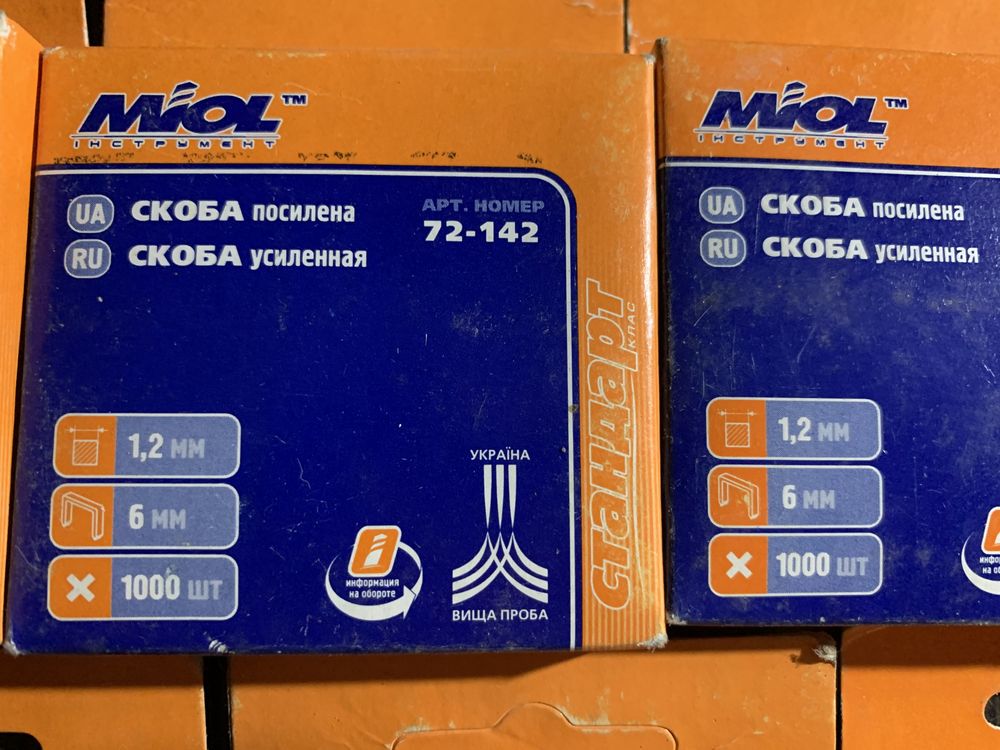 MIOL™
ІНСТРУМЕНТ
UA СКОБА посилена
RU СКОБА усиленная
АРТ. НОМЕР
72-142
1,2 мм
6 мм
1000 шт
информация
на обороте
УКРАЇНА
ВИЩА ПРОБА
стандарт
КЛАС
MIOL™
ІНСТРУМЕНТ
UA СКОБА посилена
RU СКОБА усиленная
1,2 мм
6 мм
1000 шт